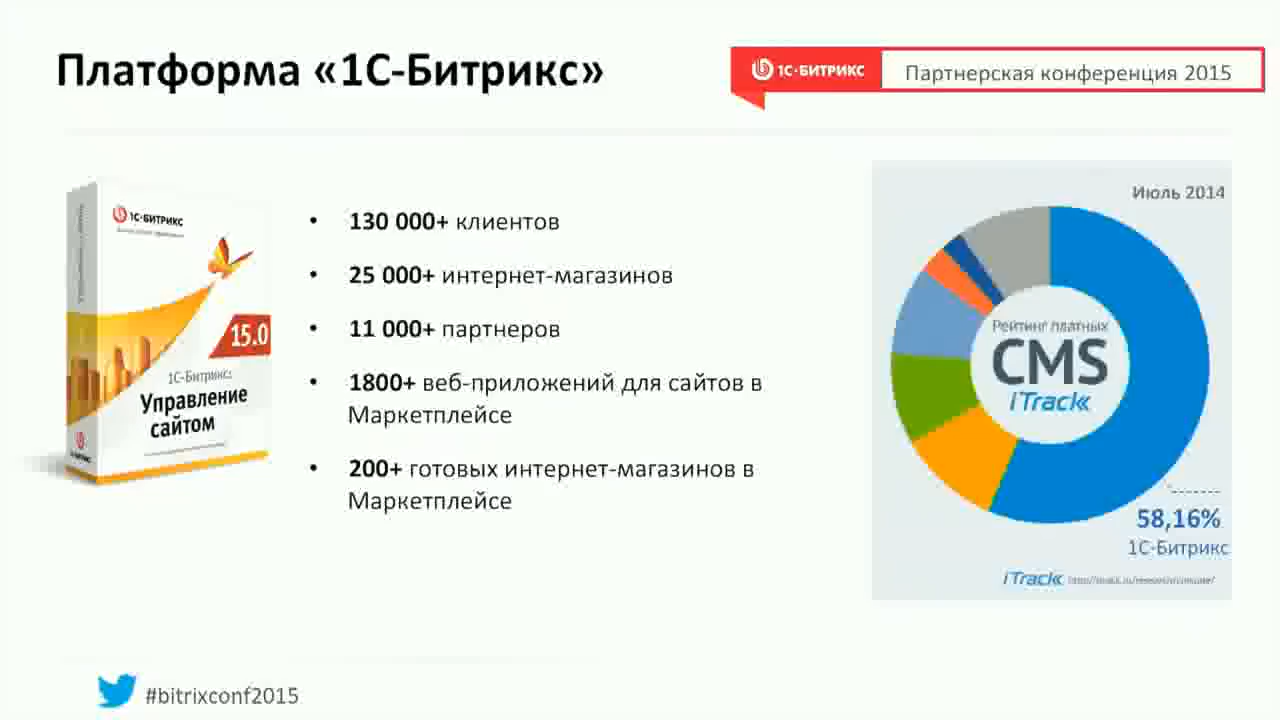 Платформа «1С-Битрикс»
1С-БИТРИКС
Партнерская конференция 2015
1С-БИТРИКС
15.0
1С-Битрикс:
Управление
сайтом
1С-БИТРИКС
• 130 000+ клиентов
• 25 000+ интернет-магазинов
• 11 000+ партнеров
• 1800+ веб-приложений для сайтов в
Маркетплейсе
• 200+ готовых интернет-магазинов в
Маркетплейсе
Июль 2014
Рейтинг платных
CMS
iTrack
58,16%
1С-Битрикс
iTrack
#bitrixconf2015